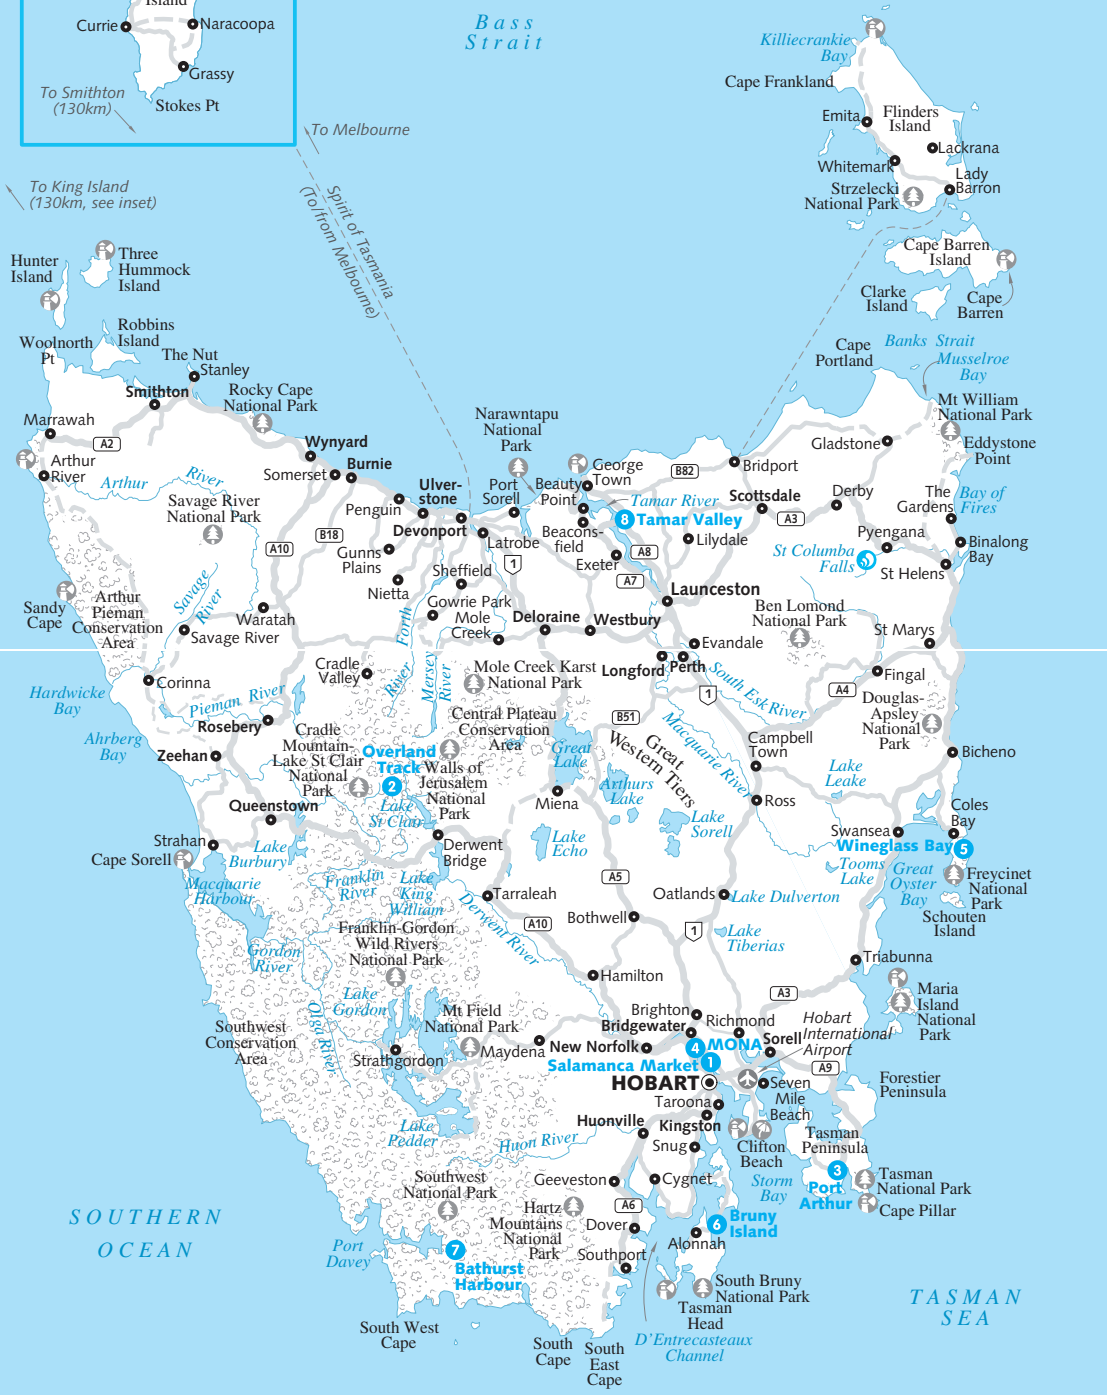 Island
Currie
Naracoopa
Grassy
To Smithton
(130km)
Stokes Pt
To Melbourne
To King Island
(130km, see inset)
Spirit of Tasmania
(To/from Melbourne)
Bass
Strait
Killiecrankie
Bay
Cape Frankland
Emita
Flinders
Island
Lackrana
Whitemark
Lady
Barron
Strzelecki
National Park
Cape Barren
Island
Clarke
Island
Cape
Barren
Hunter
Island
Three
Hummock
Island
Robbins
Island
Woolnorth
Pt
The Nut
Stanley
Smithton
Rocky Cape
National Park
Cape
Portland
Banks Strait
Musselroe
Bay
Mt William
National Park
Eddystone
Point
Gladstone
Marrawah
A2
Arthur
River
Arthur
River
Wynyard
Somerset
Burnie
Penguin
Ulver-
stone
Devonport
Port
Sorell
Narawntapu
National
Park
Latrobe
Beauty
Point
George
Town
B82
Bridport
Tamar River
8
Tamar Valley
Scottsdale
Derby
A3
The
Gardens
Bay of
Fires
Savage River
National Park
B18
A10
Gunns
Plains
Nietta
Sheffield
1
Beacons-
field
Exeter
A8
A7
Lilydale
Pyengana
St Columba
Falls
Binalong
Bay
St Helens
Sandy
Cape
Arthur
Pieman
Conservation
Area
Savage
River
Savage River
Waratah
Gowrie Park
Mole
Creek
Forth
River
Mersey
River
Deloraine
Westbury
Launceston
Ben Lomond
National Park
Evandale
St Marys
Longford
Perth
South Esk River
1
Fingal
A4
Cradle
Valley
Mole Creek Karst
National Park
Corinna
Hardwicke
Bay
Pieman River
Ahrberg
Bay
Rosebery
Zeehan
Cradle
Mountain-
Lake St Clair
National
Park
Overland
Track
2
Lake
St Clair
Central Plateau
Conservation
Area
Walls of
Jerusalem
National
Park
Great
Lake
B51
Great
Western Tiers
Macquarie River
Arthurs
Lake
Lake
Sorell
Campbell
Town
Ross
Lake
Leake
Douglas-
Apsley
National
Park
Bicheno
Queenstown
Miena
Lake
Echo
Derwent
Bridge
Strahan
Cape Sorell
Lake
Burbury
Macquarie
Harbour
Franklin
River
Lake
King
William
Tarraleah
Derwent River
A10
A5
Bothwell
Oatlands
Lake Dulverton
Lake
Tiberias
1
Swansea
Coles
Bay
Wineglass Bay
5
Tooms
Lake
Great
Oyster
Bay
Freycinet
National
Park
Schouten
Island
Triabunna
Franklin-Gordon
Wild Rivers
National Park
Gordon
River
Lake
Gordon
Olga River
Hamilton
A3
Maria
Island
National
Park
Southwest
Conservation
Area
Strathgordon
Mt Field
National Park
Maydena
Brighton
Bridgewater
New Norfolk
Richmond
Hobart
International
Airport
4
MONA
Sorell
Salamanca Market
1
HOBART
A9
Seven
Mile
Beach
Forestier
Peninsula
Taroona
Kingston
Huonville
Snug
Clifton
Beach
Tasman
Peninsula
3
Port
Arthur
Tasman
National Park
Cape Pillar
Lake
Pedder
Huon River
Southwest
National Park
Geeveston
Cygnet
Storm
Bay
A6
Hartz
Mountains
National
Park
Dover
6
Bruny
Island
Alonnah
Southport
7
Bathurst
Harbour
Port
Davey
SOUTHERN
OCEAN
South West
Cape
South
Cape
South
East
Cape
South Bruny
National Park
Tasman
Head
D'Entrecasteaux
Channel
TASMAN
SEA